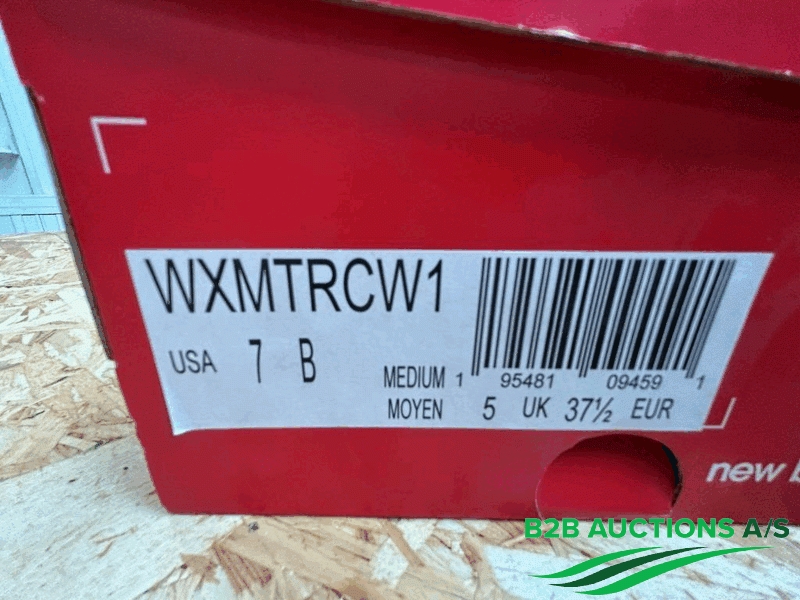 WXMTRCW1
USA 7 B
MEDIUM 1 95481 09459 1
MOYEN 5 UK 37½ EUR
new b
B2B AUCTIONS A/S